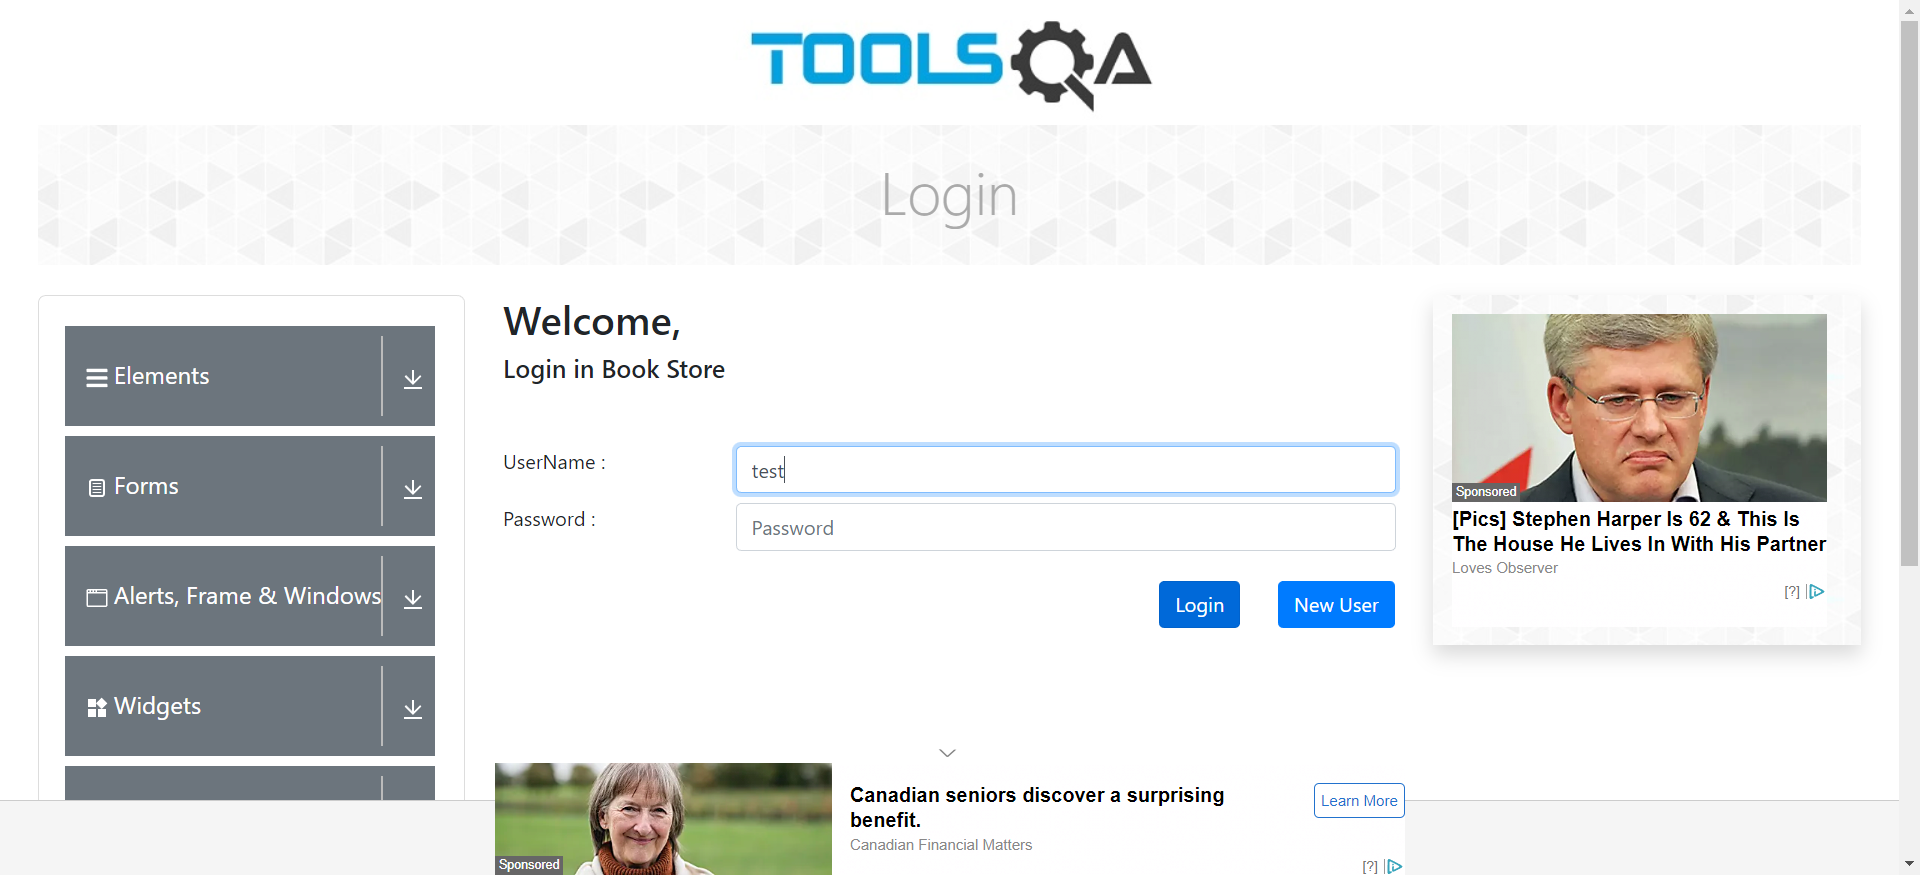 TOOLSQA
Login
Elements
Forms
Alerts, Frame & Windows
Widgets
Welcome,
Login in Book Store
UserName :
test
Password :
Password
Login
New User
Sponsored
[Pics] Stephen Harper Is 62 & This Is
The House He Lives In With His Partner
Loves Observer
[?]
Sponsored
Canadian seniors discover a surprising
benefit.
Canadian Financial Matters
Learn More
[?]